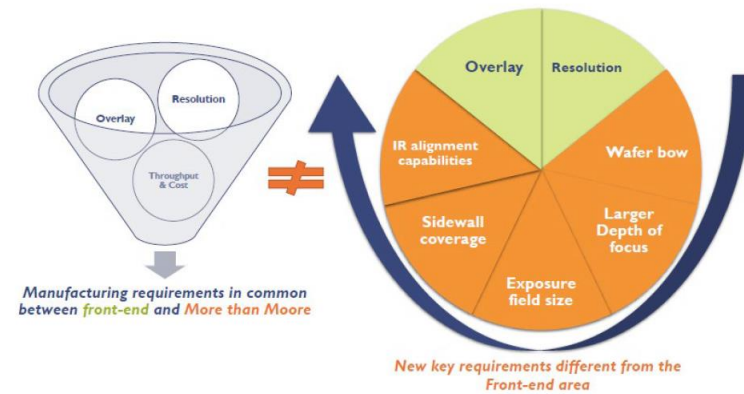 Overlay
Resolution
Throughput
& Cost
Manufacturing requirements in common
between front-end and More than Moore
Overlay
Resolution
IR alignment
capabilities
Wafer bow
Sidewall
coverage
Larger
Depth of
focus
Exposure
field size
New key requirements different from the
Front-end area